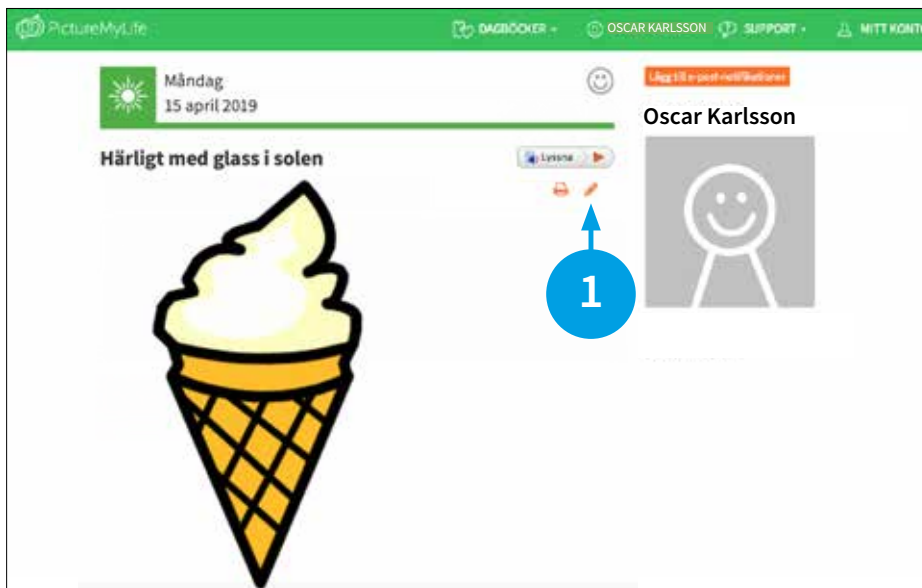 PictureMyLife
DAGBÖCKER
OSCAR KARLSSON
SUPPORT
MITT KONTO
Måndag
15 april 2019
Lägg till e-post-notifikationer
Oscar Karlsson
Härligt med glass i solen
Lyssna
1